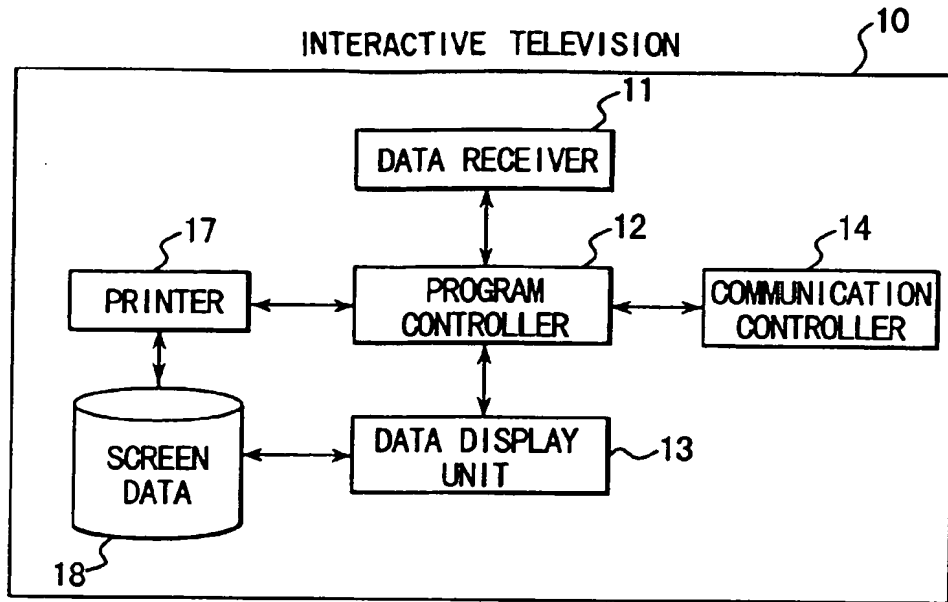 INTERACTIVE TELEVISION
10
11
DATA RECEIVER
17
12
14
PRINTER
PROGRAM
CONTROLLER
COMMUNICATION
CONTROLLER
SCREEN
DATA
DATA DISPLAY
UNIT
13
18